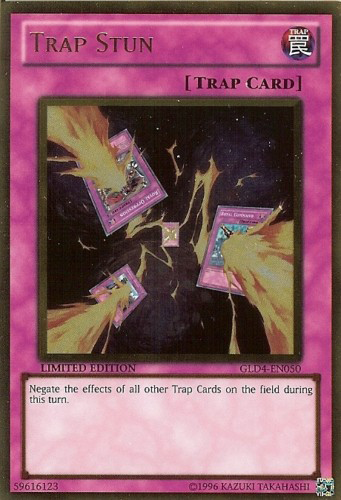 TRAP STUN
TRAP
罠
[TRAP CARD]
LIMITED EDITION
GLD4-EN050
Negate the effects of all other Trap Cards on the field during
this turn.
59616123
©1996 KAZUKI TAKAHASHI